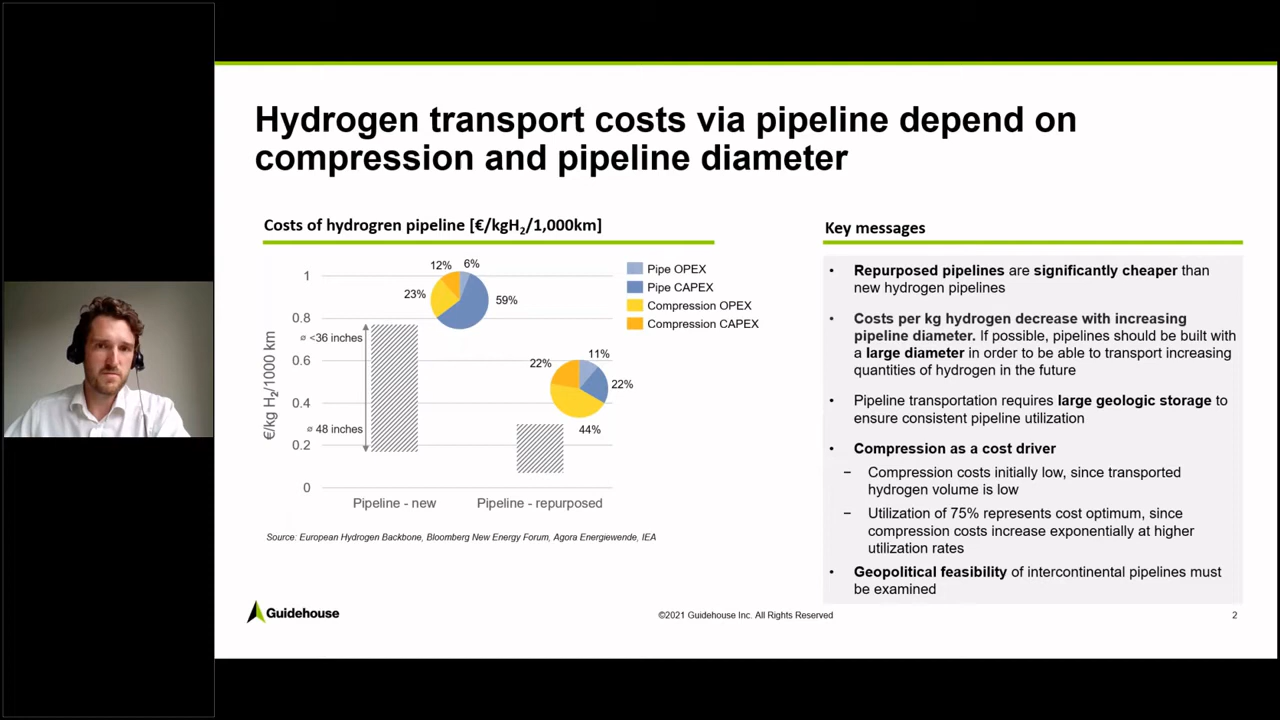 Hydrogen transport costs via pipeline depend on
compression and pipeline diameter
Costs of hydrogren pipeline [€/kgH₂/1,000km]
€/kg H₂/1000 km
1
0.8
0.6
0.4
0.2
0
ø <36 inches
ø 48 inches
12%
6%
23%
59%
22%
11%
22%
44%
Pipe OPEX
Pipe CAPEX
Compression OPEX
Compression CAPEX
Pipeline - new
Pipeline - repurposed
Source: European Hydrogen Backbone, Bloomberg New Energy Forum, Agora Energiewende, IEA
Key messages
• Repurposed pipelines are significantly cheaper than
new hydrogen pipelines
• Costs per kg hydrogen decrease with increasing
pipeline diameter. If possible, pipelines should be built with
a large diameter in order to be able to transport increasing
quantities of hydrogen in the future
• Pipeline transportation requires large geologic storage to
ensure consistent pipeline utilization
• Compression as a cost driver
− Compression costs initially low, since transported
hydrogen volume is low
− Utilization of 75% represents cost optimum, since
compression costs increase exponentially at higher
utilization rates
• Geopolitical feasibility of intercontinental pipelines must
be examined
Guidehouse
©2021 Guidehouse Inc. All Rights Reserved
2